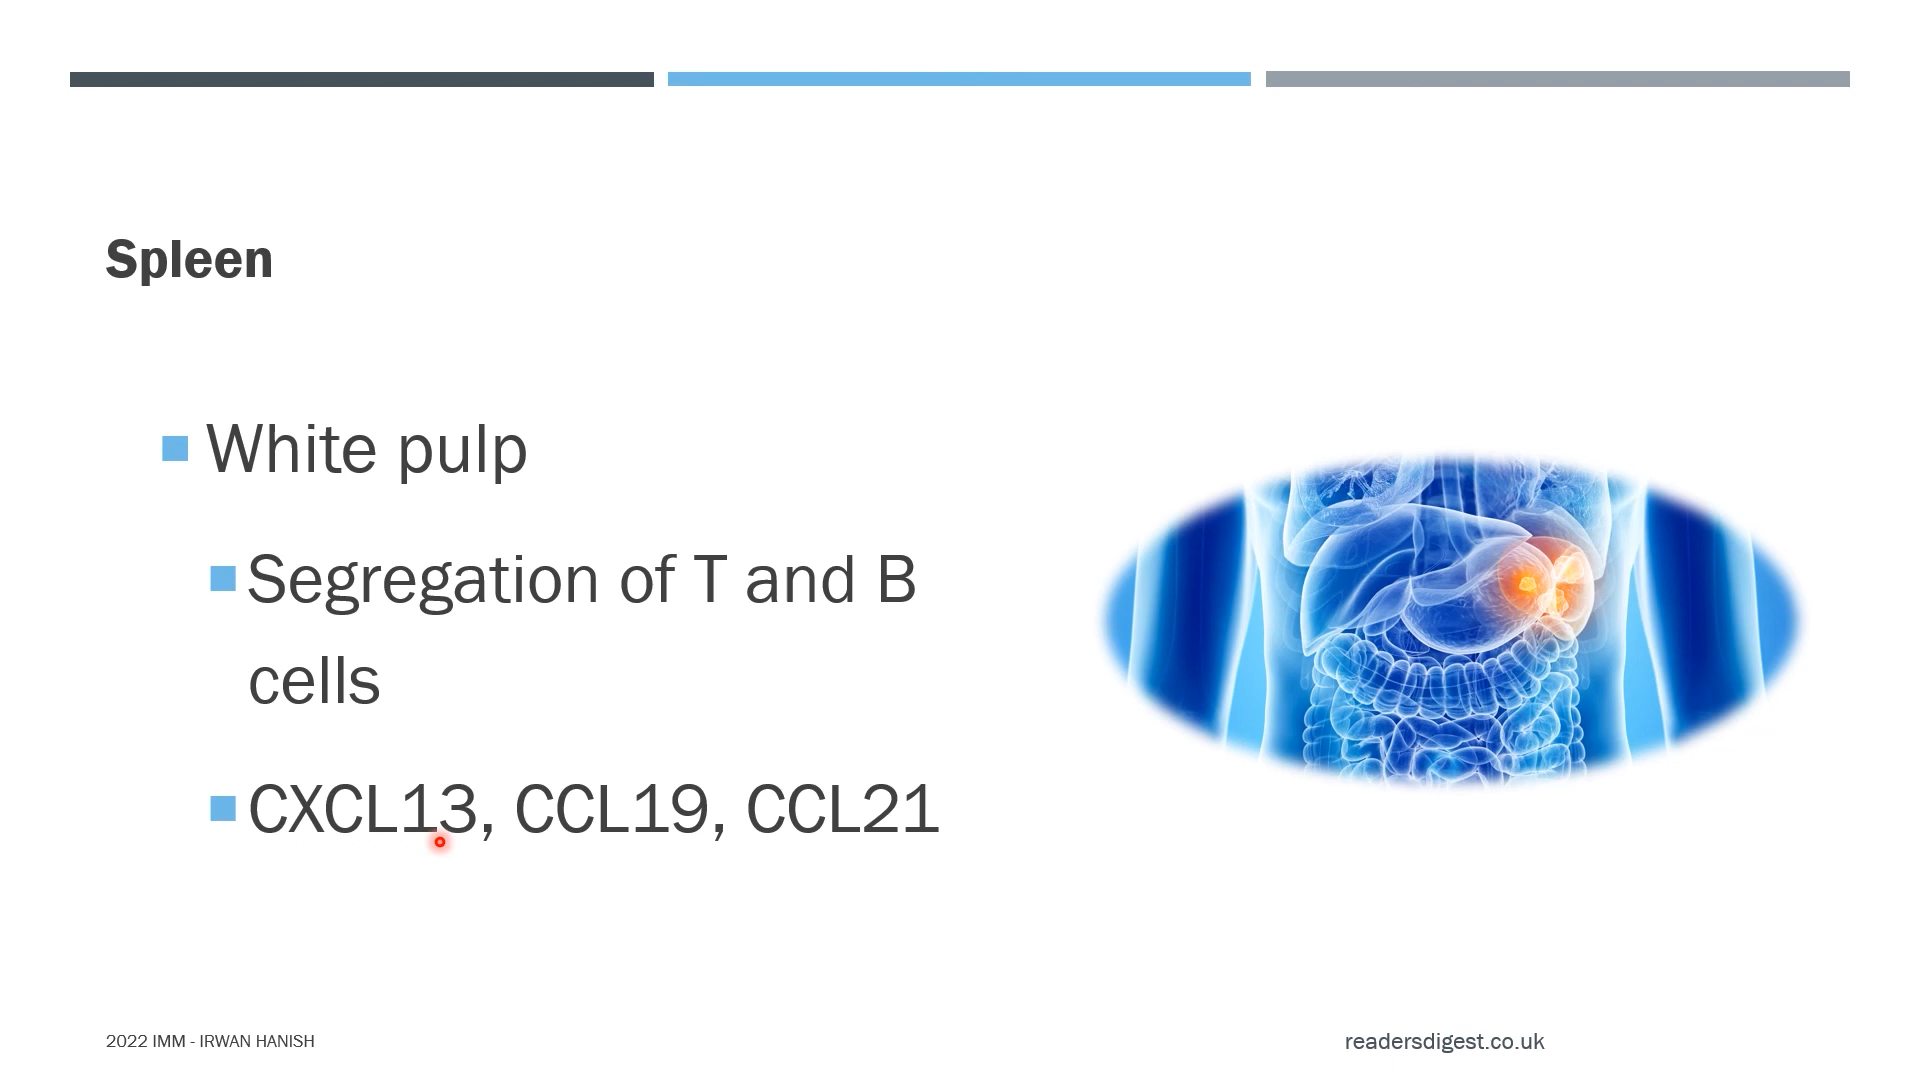 Spleen
White pulp
Segregation of T and B
cells
CXCL13, CCL19, CCL21
2022 IMM - IRWAN HANISH
readersdigest.co.uk